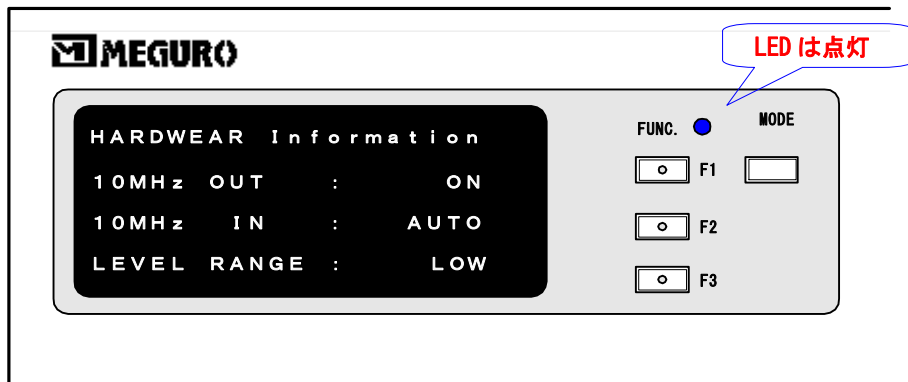 MEGURO
LED は点灯
HARDWEAR Information
10MHz OUT : ON
10MHz IN : AUTO
LEVEL RANGE : LOW
FUNC.
MODE
F1
F2
F3